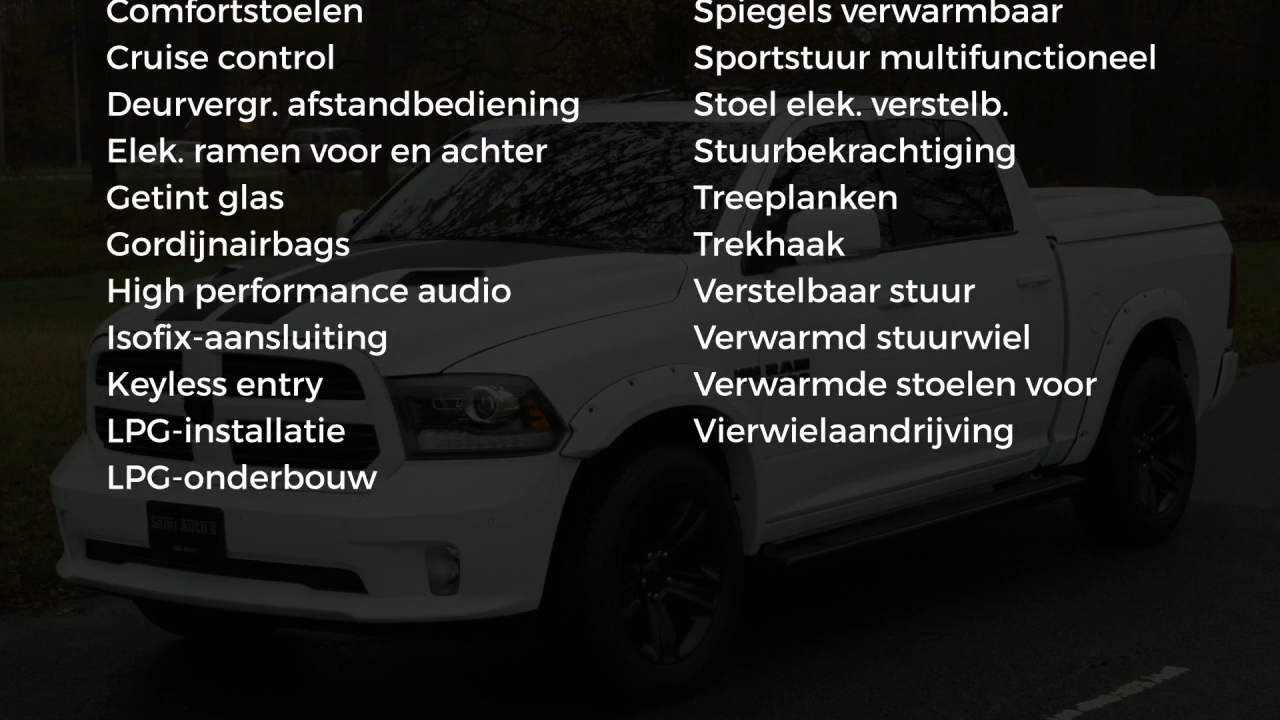 Comfortstoelen
Cruise control
Deurvergr. afstandbediening
Elek. ramen voor en achter
Getint glas
Gordijnairbags
High performance audio
Isofix-aansluiting
Keyless entry
LPG-installatie
LPG-onderbouw
Spiegels verwarmbaar
Sportstuur multifunctioneel
Stoel elek. verstelb.
Stuurbekrachtiging
Treeplanken
Trekhaak
Verstelbaar stuur
Verwarmd stuurwiel
Verwarmde stoelen voor
Vierwielaandrijving
Sami Auto's